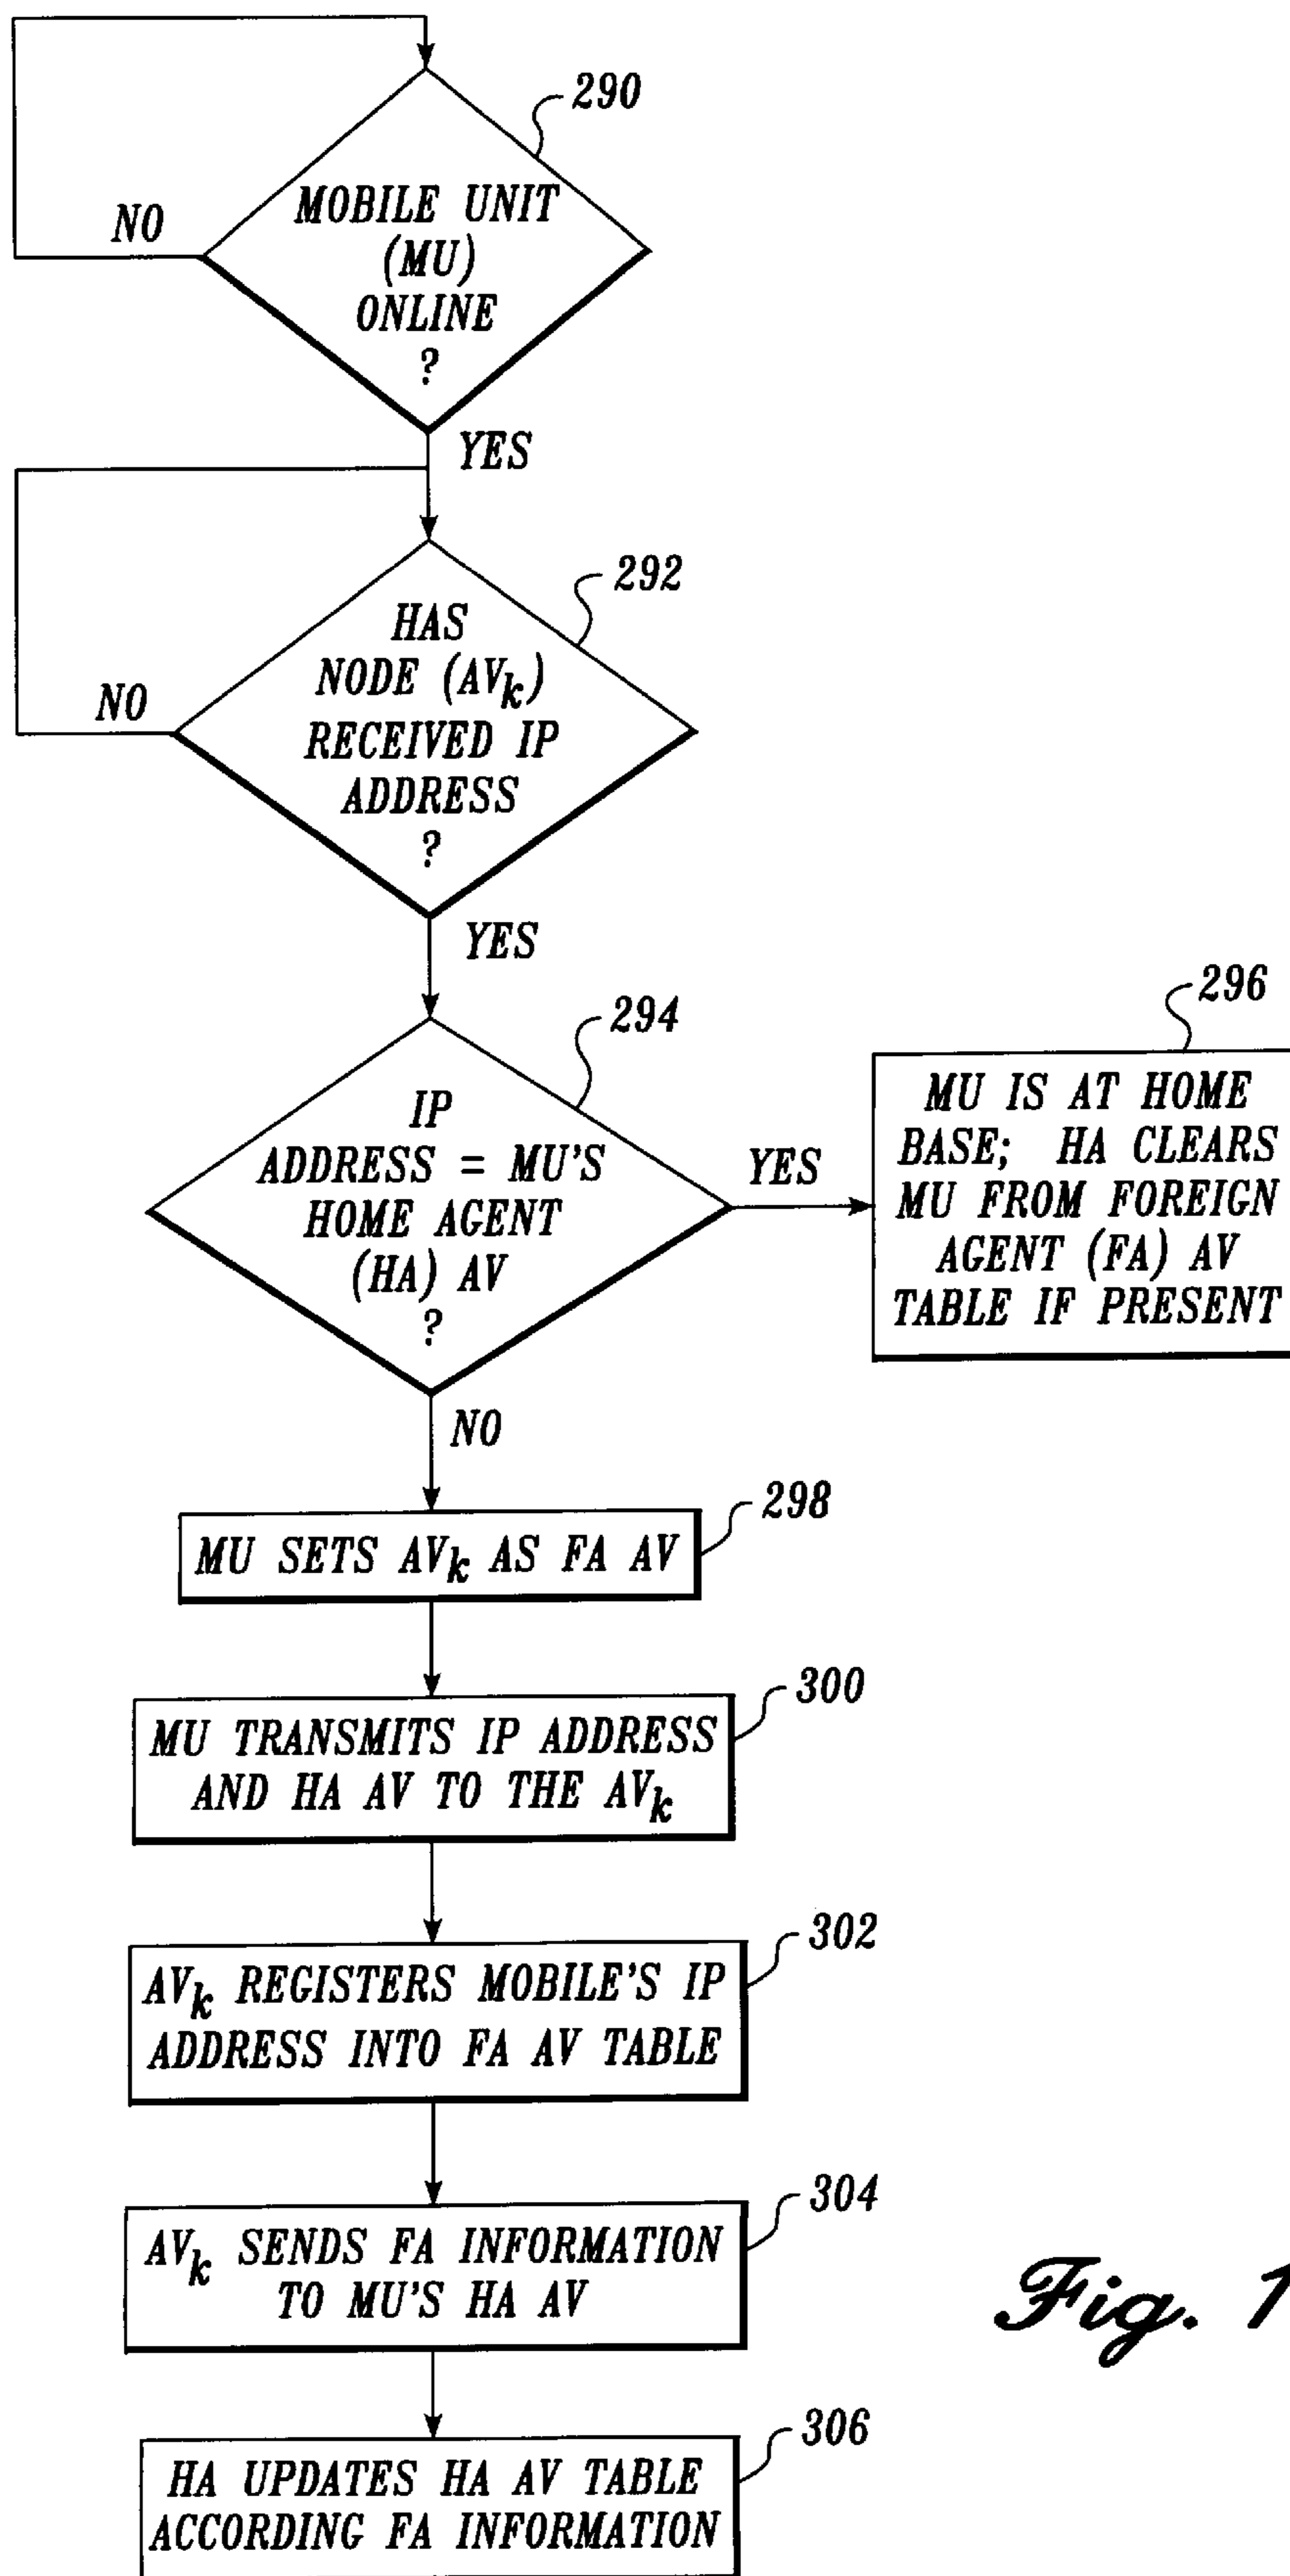 290
MOBILE UNIT
(MU)
ONLINE
?
NO
YES
292
HAS
NODE (AVk)
RECEIVED IP
ADDRESS
?
NO
YES
294
IP
ADDRESS = MU'S
HOME AGENT
(HA) AV
?
YES
296
MU IS AT HOME
BASE; HA CLEARS
MU FROM FOREIGN
AGENT (FA) AV
TABLE IF PRESENT
NO
298
MU SETS AVk AS FA AV
300
MU TRANSMITS IP ADDRESS
AND HA AV TO THE AVk
302
AVk REGISTERS MOBILE'S IP
ADDRESS INTO FA AV TABLE
304
AVk SENDS FA INFORMATION
TO MU'S HA AV
306
HA UPDATES HA AV TABLE
ACCORDING FA INFORMATION
Fig. 1